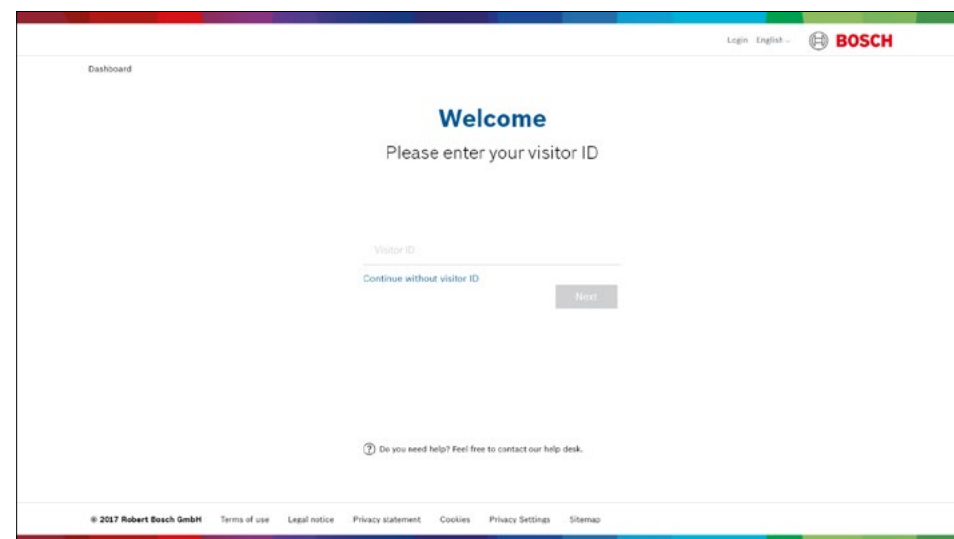 Login English
BOSCH
Dashboard
Welcome
Please enter your visitor ID
Visitor ID
Continue without visitor ID
Next
? Do you need help? Feel free to contact our help desk.
© 2017 Robert Bosch GmbH Terms of use Legal notice Privacy statement Cookies Privacy Settings Sitemap